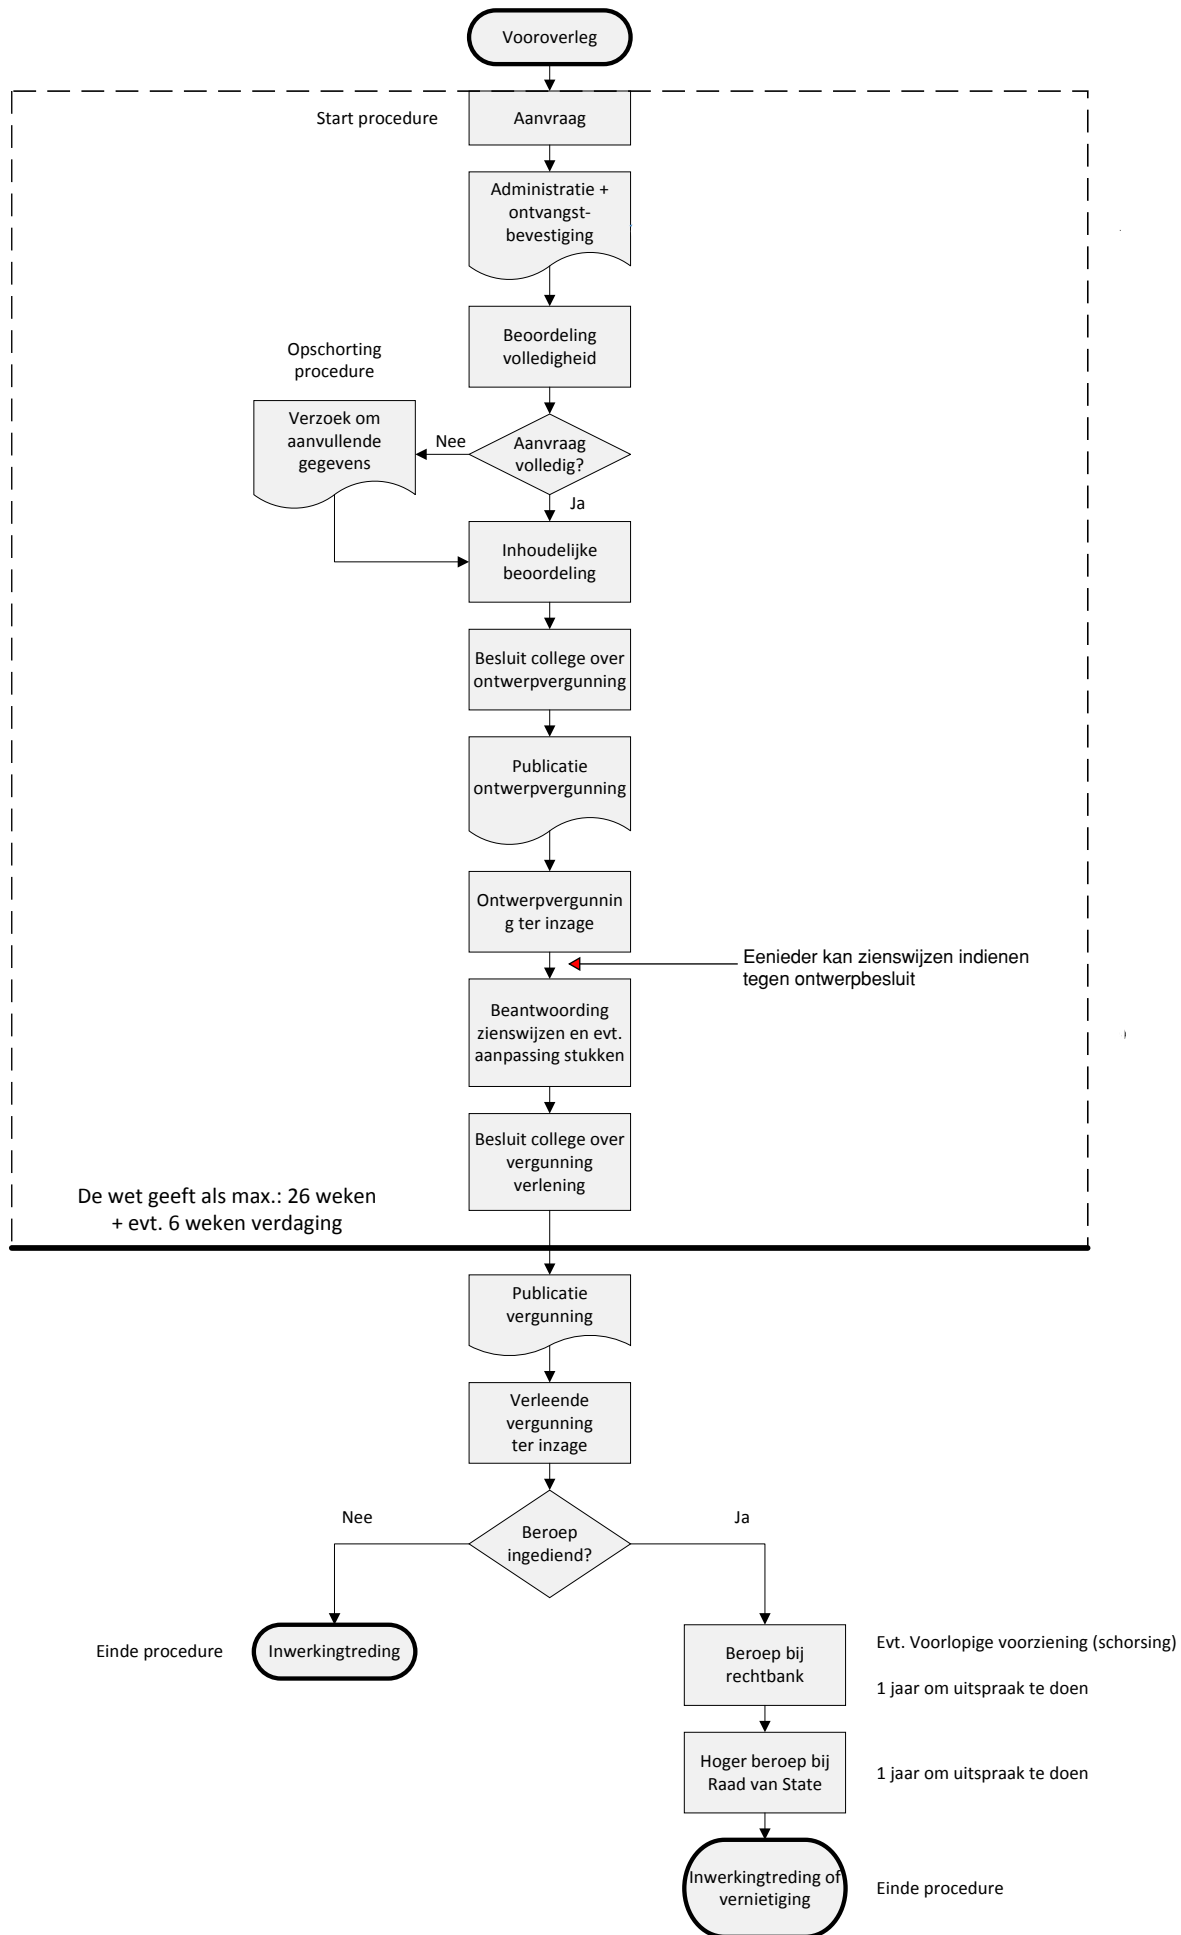 Vooroverleg
Start procedure
Aanvraag
Administratie +
ontvangst-
bevestiging
Beoordeling
volledigheid
Opschorting
procedure
Verzoek om
aanvullende
gegevens
Nee
Aanvraag
volledig?
Ja
Inhoudelijke
beoordeling
Besluit college over
ontwerpvergunning
Publicatie
ontwerpvergunning
Ontwerpvergunnin
g ter inzage
Eenieder kan zienswijzen indienen
tegen ontwerpbesluit
Beantwoording
zienswijzen en evt.
aanpassing stukken
Besluit college over
vergunning
verlening
De wet geeft als max.: 26 weken
+ evt. 6 weken verdaging
Publicatie
vergunning
Verleende
vergunning
ter inzage
Nee
Beroep
ingediend?
Ja
Einde procedure
Inwerkingtreding
Beroep bij
rechtbank
Evt. Voorlopige voorziening (schorsing)
1 jaar om uitspraak te doen
Hoger beroep bij
Raad van State
1 jaar om uitspraak te doen
Inwerkingtreding of
vernietiging
Einde procedure